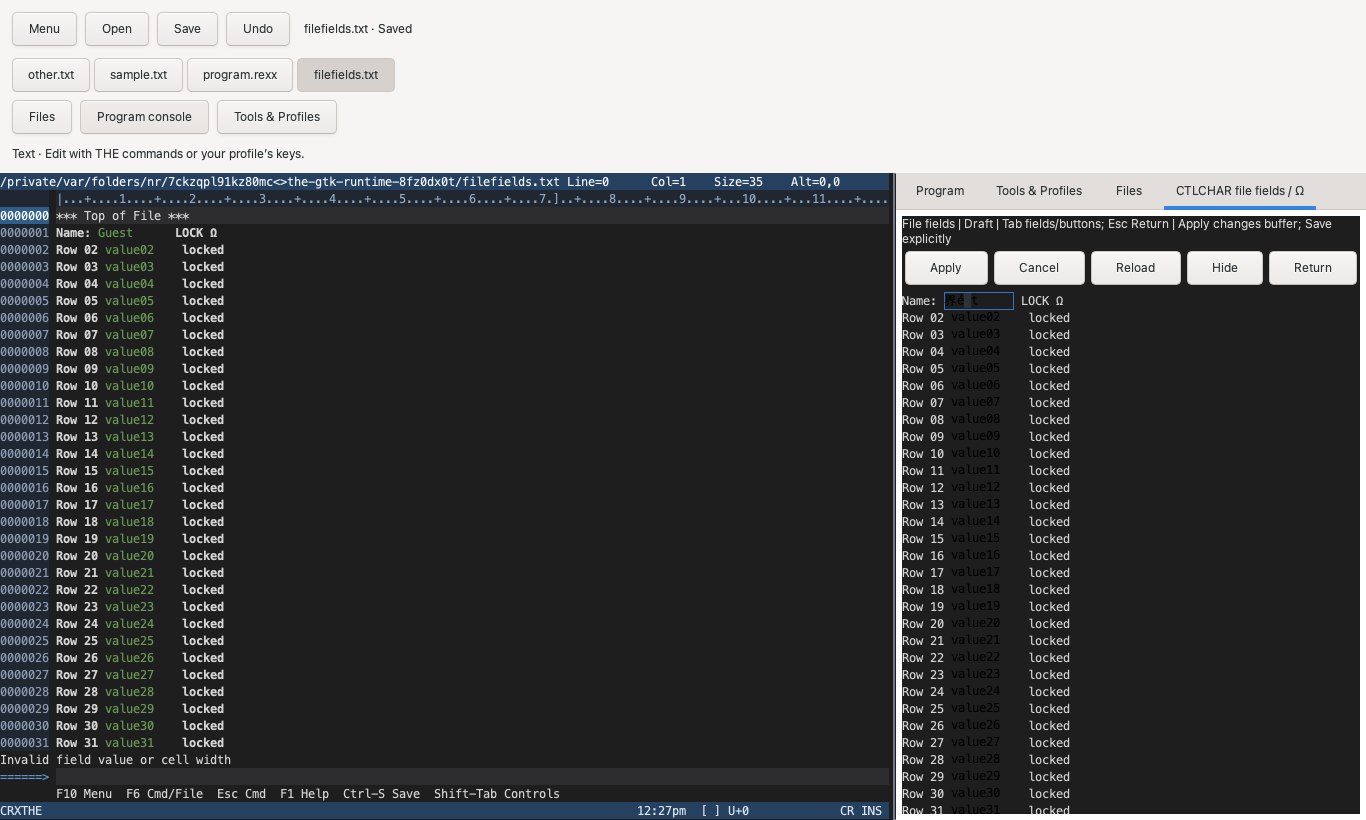 Menu Open Save Undo filefields.txt · Saved
other.txt sample.txt program.rexx filefields.txt
Files Program console Tools & Profiles
Text · Edit with THE commands or your profile's keys.
/private/var/folders/nr/7ckzqpl91kz80mc<>the-gtk-runtime-8fz0dx0t/filefields.txt Line=0 Col=1 Size=35 Alt=0,0
|...+....1....+....2....+....3....+....4....+....5....+....6....+....7.]..+....8....+....9....+...10....+...11....+....
0000000 *** Top of File ***
0000001 Name: Guest LOCK Ω
0000002 Row 02 value02 locked
0000003 Row 03 value03 locked
0000004 Row 04 value04 locked
0000005 Row 05 value05 locked
0000006 Row 06 value06 locked
0000007 Row 07 value07 locked
0000008 Row 08 value08 locked
0000009 Row 09 value09 locked
0000010 Row 10 value10 locked
0000011 Row 11 value11 locked
0000012 Row 12 value12 locked
0000013 Row 13 value13 locked
0000014 Row 14 value14 locked
0000015 Row 15 value15 locked
0000016 Row 16 value16 locked
0000017 Row 17 value17 locked
0000018 Row 18 value18 locked
0000019 Row 19 value19 locked
0000020 Row 20 value20 locked
0000021 Row 21 value21 locked
0000022 Row 22 value22 locked
0000023 Row 23 value23 locked
0000024 Row 24 value24 locked
0000025 Row 25 value25 locked
0000026 Row 26 value26 locked
0000027 Row 27 value27 locked
0000028 Row 28 value28 locked
0000029 Row 29 value29 locked
0000030 Row 30 value30 locked
0000031 Row 31 value31 locked
Invalid field value or cell width
======>
F10 Menu F6 Cmd/File Esc Cmd F1 Help Ctrl-S Save Shift-Tab Controls
CRXTHE 12:27pm [ ] U+0 CR INS
Program Tools & Profiles Files CTLCHAR file fields / Ω
File fields | Draft | Tab fields/buttons; Esc Return | Apply changes buffer; Save
explicitly
Apply Cancel Reload Hide Return
Name: LOCK Ω
Row 02 value02 locked
Row 03 value03 locked
Row 04 value04 locked
Row 05 value05 locked
Row 06 value06 locked
Row 07 value07 locked
Row 08 value08 locked
Row 09 value09 locked
Row 10 value10 locked
Row 11 value11 locked
Row 12 value12 locked
Row 13 value13 locked
Row 14 value14 locked
Row 15 value15 locked
Row 16 value16 locked
Row 17 value17 locked
Row 18 value18 locked
Row 19 value19 locked
Row 20 value20 locked
Row 21 value21 locked
Row 22 value22 locked
Row 23 value23 locked
Row 24 value24 locked
Row 25 value25 locked
Row 26 value26 locked
Row 27 value27 locked
Row 28 value28 locked
Row 29 value29 locked
Row 30 value30 locked
Row 31 value31 locked